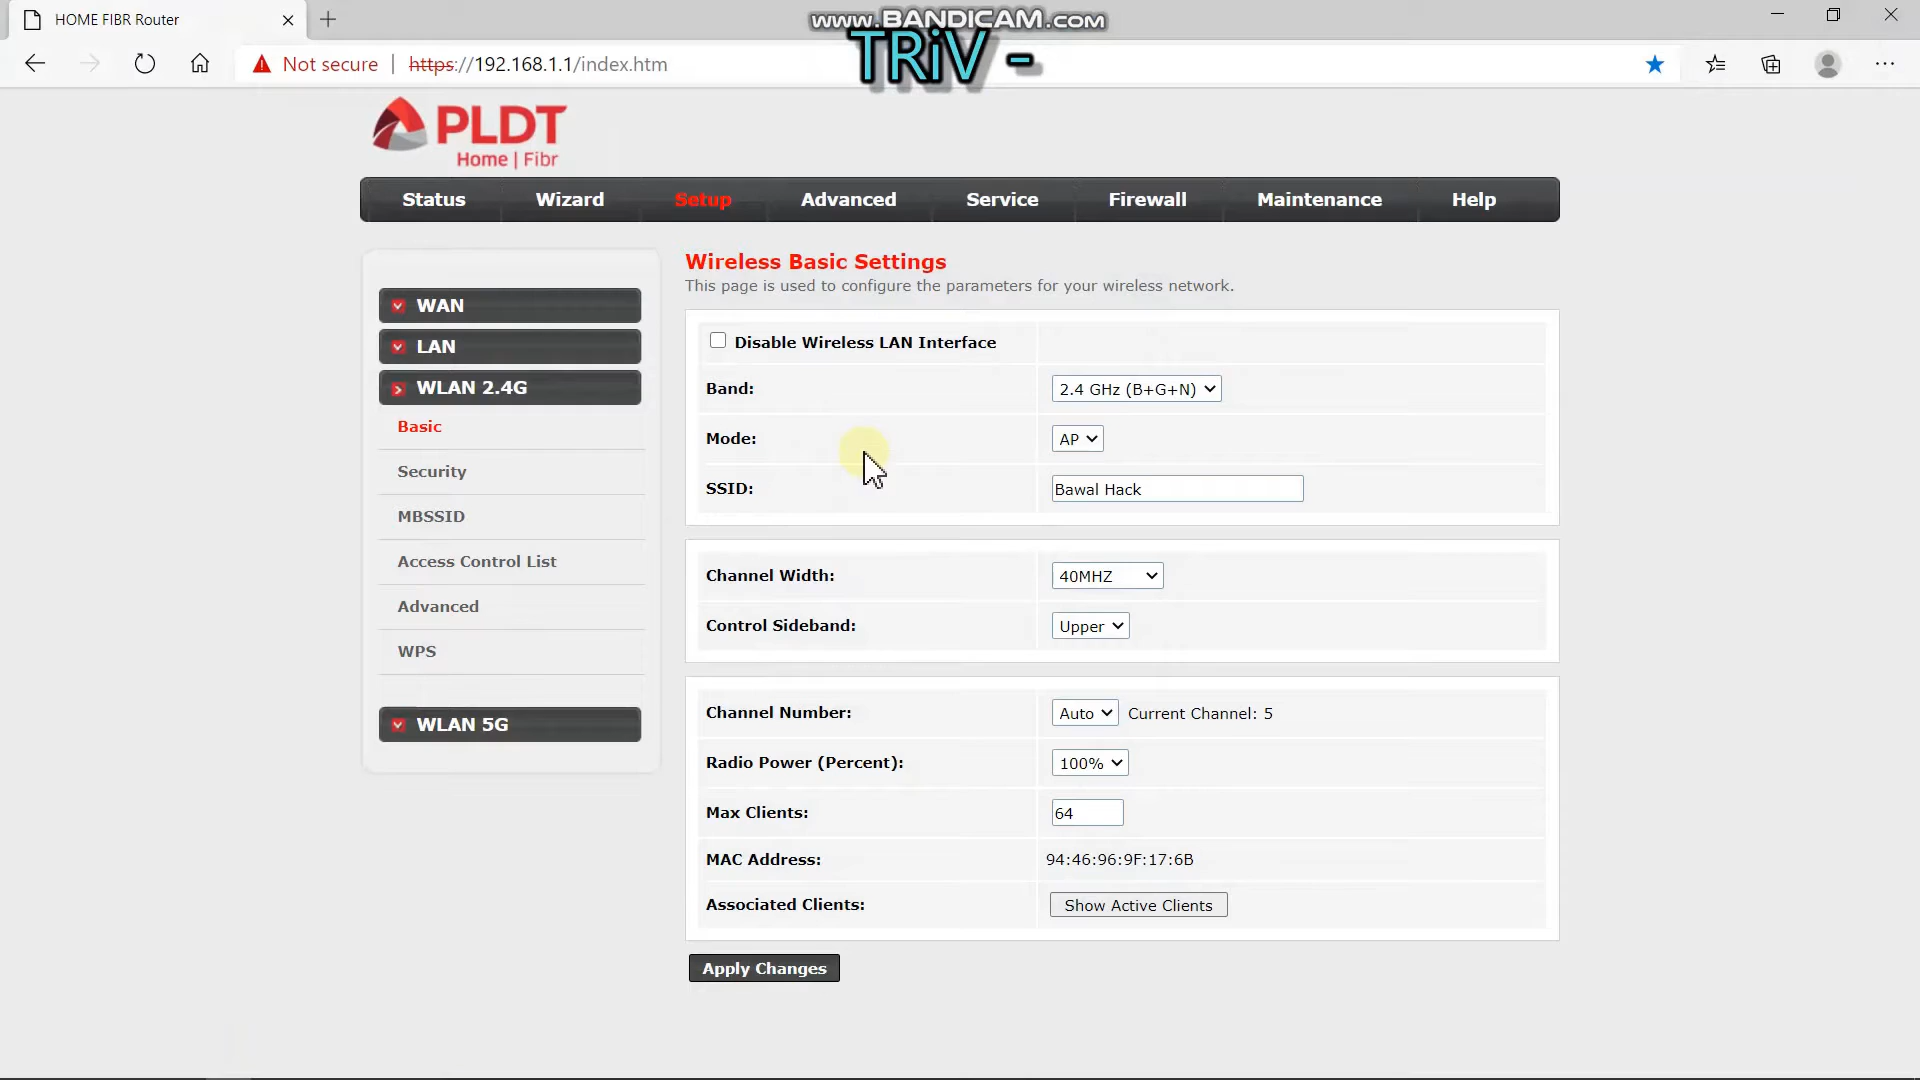 HOME FIBR Router
www.BANDICAM.COM
TRiV -
Not secure | https://192.168.1.1/index.htm
PLDT
Home | Fibr
Status Wizard Setup Advanced Service Firewall Maintenance Help
WAN
LAN
WLAN 2.4G
Basic
Security
MBSSID
Access Control List
Advanced
WPS
WLAN 5G
Wireless Basic Settings
This page is used to configure the parameters for your wireless network.
Disable Wireless LAN Interface
Band: 2.4 GHz (B+G+N)
Mode: AP
SSID: Bawal Hack
Channel Width: 40MHZ
Control Sideband: Upper
Channel Number: Auto Current Channel: 5
Radio Power (Percent): 100%
Max Clients: 64
MAC Address: 94:46:96:9F:17:6B
Associated Clients: Show Active Clients
Apply Changes